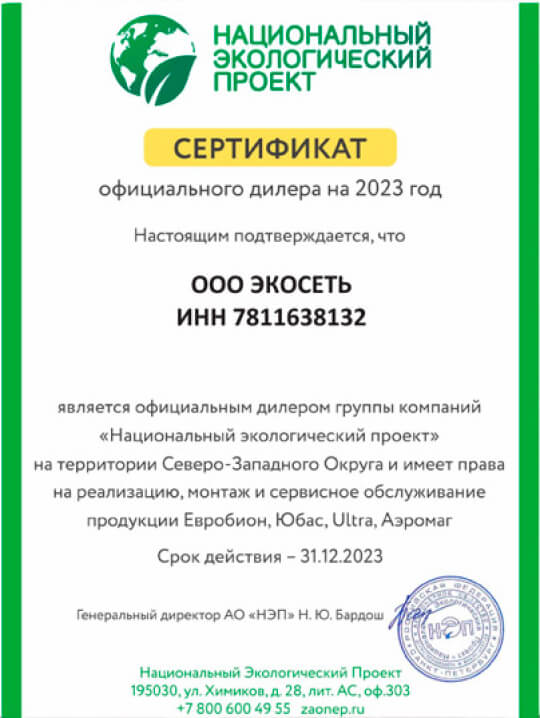 НАЦИОНАЛЬНЫЙ
ЭКОЛОГИЧЕСКИЙ
ПРОЕКТ
СЕРТИФИКАТ
официального дилера на 2023 год
Настоящим подтверждается, что
ООО ЭКОСЕТЬ
ИНН 7811638132
является официальным дилером группы компаний
«Национальный экологический проект»
на территории Северо-Западного Округа и имеет права
на реализацию, монтаж и сервисное обслуживание
продукции Евробион, Юбас, Ultra, Аэромаг
Срок действия – 31.12.2023
Генеральный директор АО «НЭП» Н. Ю. Бардош
«НЭП»
САНКТ-ПЕТЕРБУРГ
Национальный Экологический Проект
195030, ул. Химиков, д. 28, лит. АС, оф.303
+7 800 600 49 55 zaonep.ru